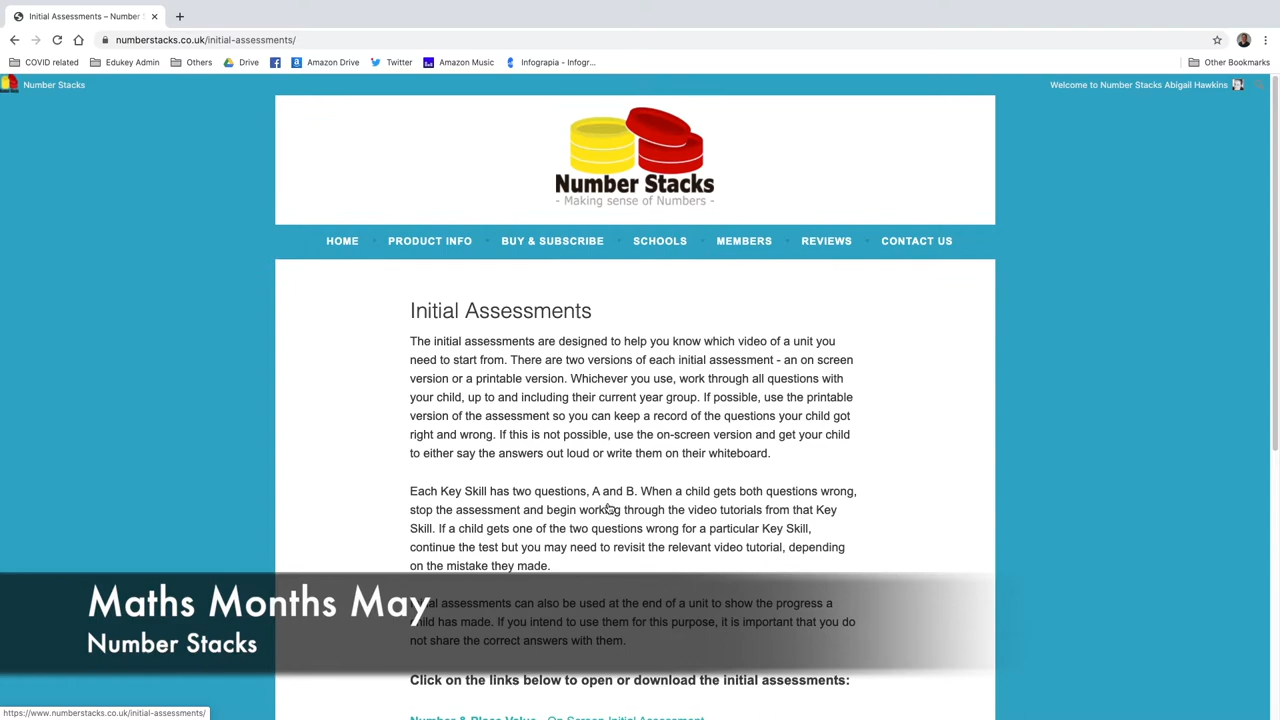 Initial Assessments – Number S
numberstacks.co.uk/initial-assessments/
COVID related
Edukey Admin
Others
Drive
Amazon Drive
Twitter
Amazon Music
Infograpia - Infogr...
Other Bookmarks
Number Stacks
Welcome to Number Stacks Abigail Hawkins
Number Stacks
- Making sense of Numbers -
HOME
PRODUCT INFO
BUY & SUBSCRIBE
SCHOOLS
MEMBERS
REVIEWS
CONTACT US
Initial Assessments
The initial assessments are designed to help you know which video of a unit you
need to start from. There are two versions of each initial assessment - an on screen
version or a printable version. Whichever you use, work through all questions with
your child, up to and including their current year group. If possible, use the printable
version of the assessment so you can keep a record of the questions your child got
right and wrong. If this is not possible, use the on-screen version and get your child
to either say the answers out loud or write them on their whiteboard.
Each Key Skill has two questions, A and B. When a child gets both questions wrong,
stop the assessment and begin working through the video tutorials from that Key
Skill. If a child gets one of the two questions wrong for a particular Key Skill,
continue the test but you may need to revisit the relevant video tutorial, depending
on the mistake they made.
assessments can also be used at the end of a unit to show the progress a
child has made. If you intend to use them for this purpose, it is important that you do
not share the correct answers with them.
Maths Months May
Number Stacks
Click on the links below to open or download the initial assessments:
Number & Place Value - On Screen Initial Assessment
https://www.numberstacks.co.uk/initial-assessments/